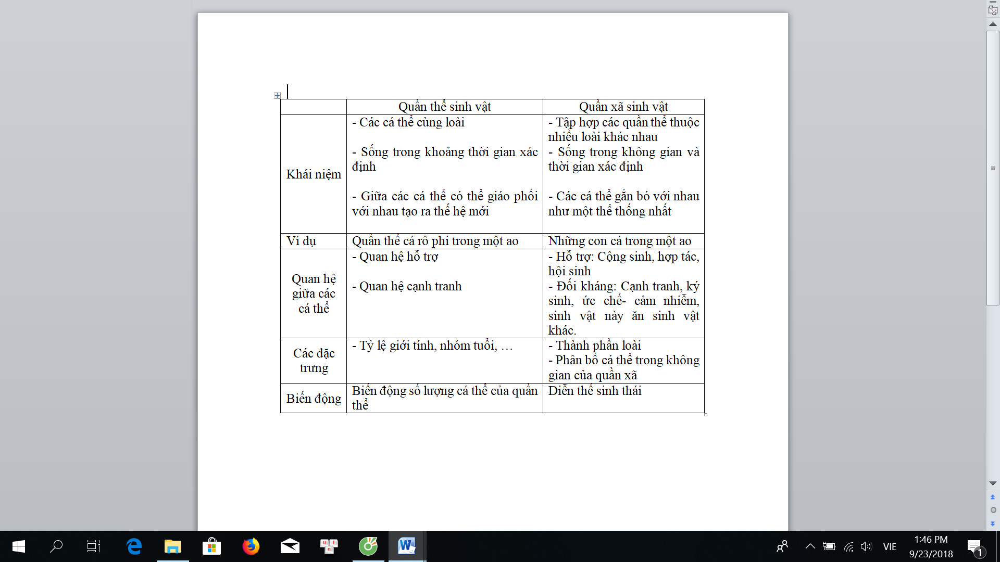 Quần thể sinh vật
Quần xã sinh vật
Khái niệm
- Các cá thể cùng loài
- Sống trong khoảng thời gian xác
định
- Giữa các cá thể có thể giáo phối
với nhau tạo ra thế hệ mới
- Tập hợp các quần thể thuộc
nhiều loài khác nhau
- Sống trong không gian và
thời gian xác định
- Các cá thể gắn bó với nhau
như một thể thống nhất
Ví dụ
Quần thể cá rô phi trong một ao
Những con cá trong một ao
Quan hệ
giữa các
cá thể
- Quan hệ hỗ trợ
- Quan hệ cạnh tranh
- Hỗ trợ: Cộng sinh, hợp tác,
hội sinh
- Đối kháng: Cạnh tranh, ký
sinh, ức chế- cảm nhiễm,
sinh vật này ăn sinh vật
khác.
Các đặc
trưng
- Tỷ lệ giới tính, nhóm tuổi, …
- Thành phần loài
- Phân bố cá thể trong không
gian của quần xã
Biến động
Biến động số lượng cá thể của quần
thể
Diễn thế sinh thái
u i n
W
VIE
1:46 PM
9/23/2018
1